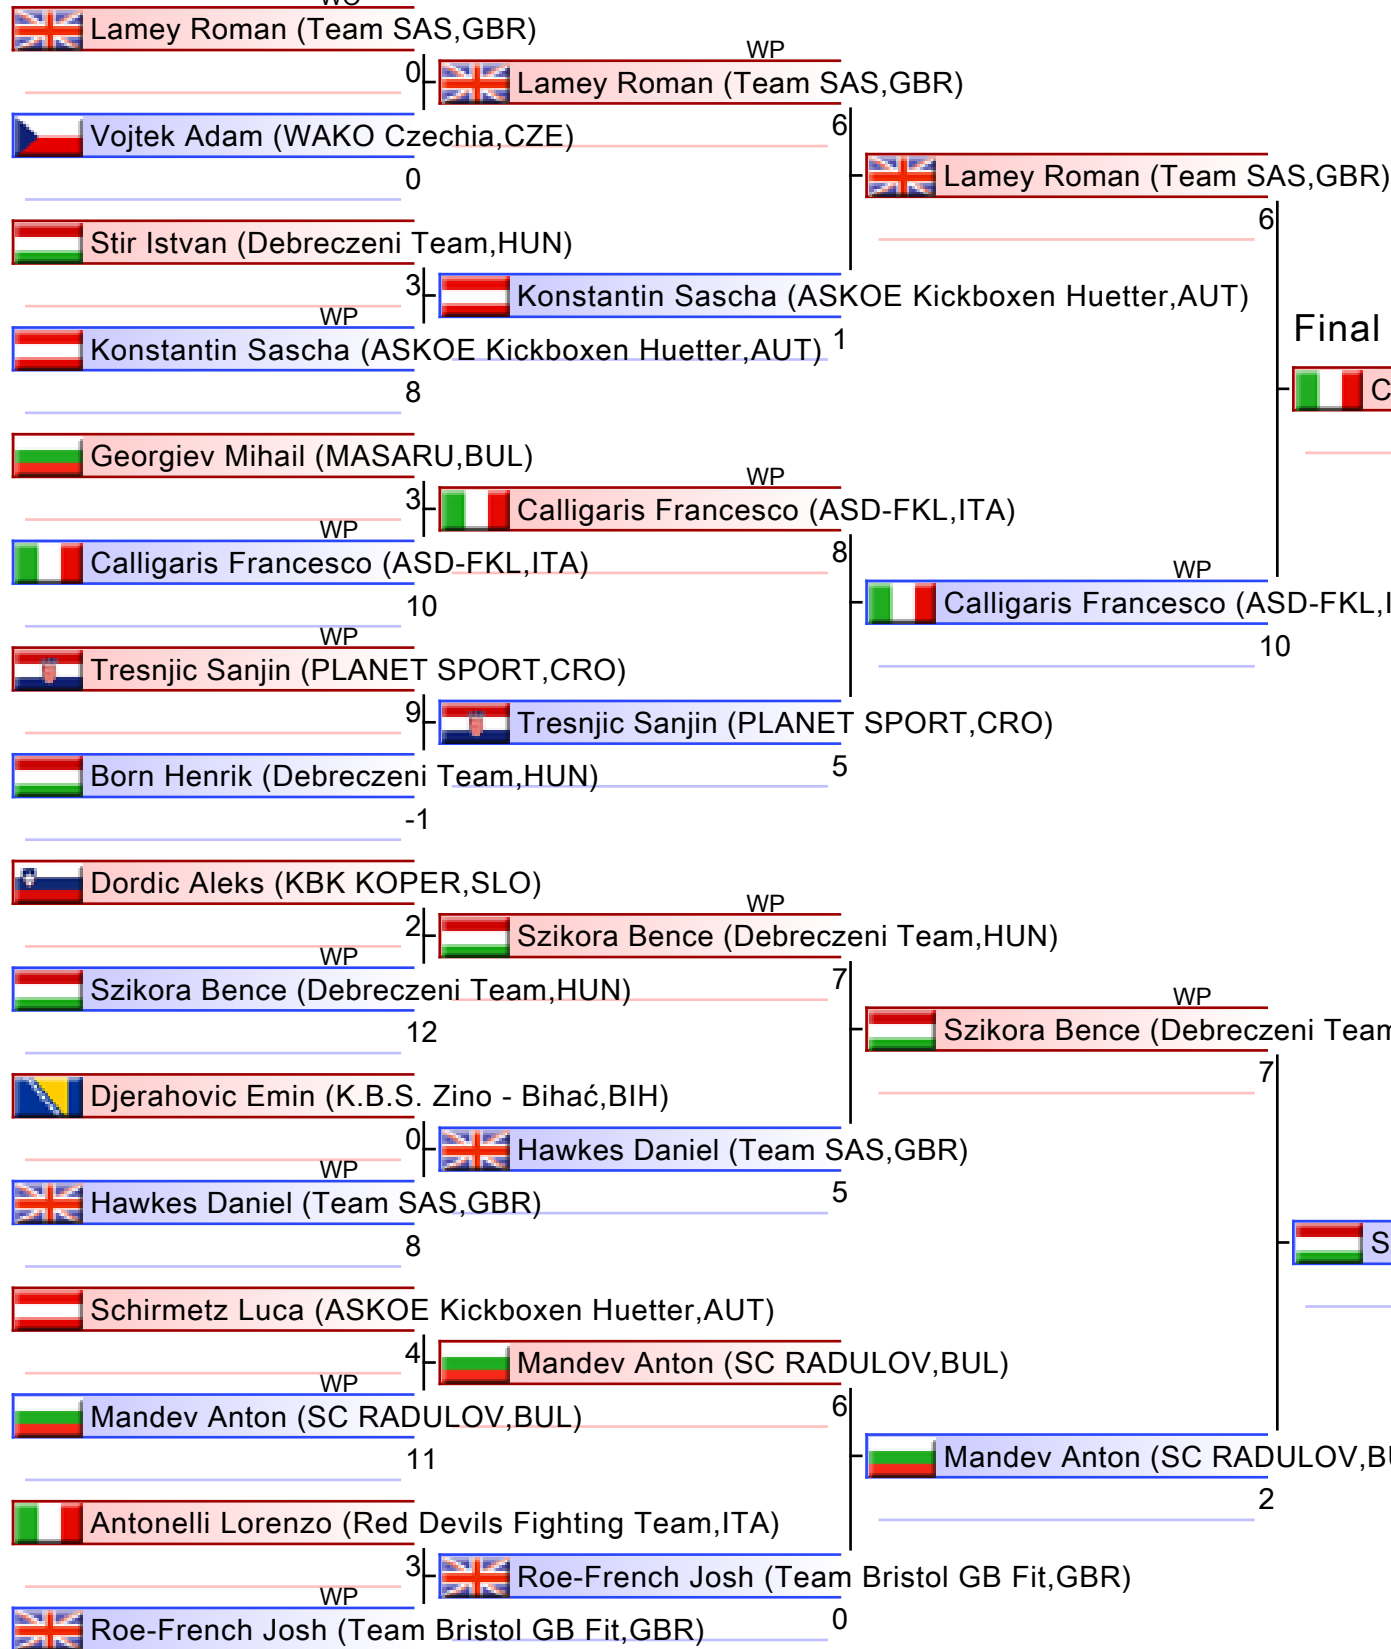 Lamey Roman (Team SAS,GBR)
0
Vojtek Adam (WAKO Czechia,CZE)
0
Stir Istvan (Debreczeni Team,HUN)
3
WP
Konstantin Sascha (ASKOE Kickboxen Huetter,AUT)
8
Georgiev Mihail (MASARU,BUL)
3
WP
Calligaris Francesco (ASD-FKL,ITA)
10
WP
Tresnjic Sanjin (PLANET SPORT,CRO)
9
Born Henrik (Debreczeni Team,HUN)
-1
Dordic Aleks (KBK KOPER,SLO)
2
WP
Szikora Bence (Debreczeni Team,HUN)
12
Djerahovic Emin (K.B.S. Zino - Bihać,BIH)
0
WP
Hawkes Daniel (Team SAS,GBR)
8
Schirmetz Luca (ASKOE Kickboxen Huetter,AUT)
4
WP
Mandev Anton (SC RADULOV,BUL)
11
Antonelli Lorenzo (Red Devils Fighting Team,ITA)
3
WP
Roe-French Josh (Team Bristol GB Fit,GBR)
WP
Lamey Roman (Team SAS,GBR)
6
Konstantin Sascha (ASKOE Kickboxen Huetter,AUT)
1
WP
Calligaris Francesco (ASD-FKL,ITA)
8
Tresnjic Sanjin (PLANET SPORT,CRO)
5
WP
Szikora Bence (Debreczeni Team,HUN)
7
Hawkes Daniel (Team SAS,GBR)
5
Mandev Anton (SC RADULOV,BUL)
6
Roe-French Josh (Team Bristol GB Fit,GBR)
0
Lamey Roman (Team SAS,GBR)
6
WP
Calligaris Francesco (ASD-FKL,
10
WP
Szikora Bence (Debreczeni Team
7
Mandev Anton (SC RADULOV,
2
Final
C
S